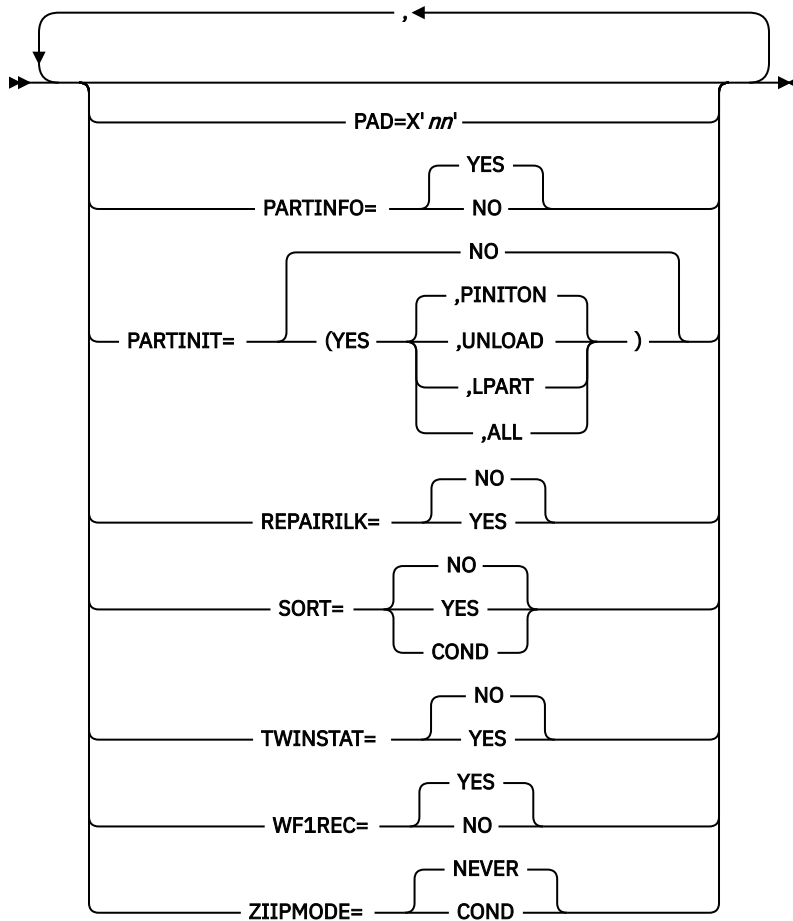 ,
PAD=X'nn'
YES
PARTINFO= NO
NO
,PINITON
PARTINIT= (YES ,UNLOAD )
,LPART
,ALL
NO
REPAIRILK= YES
NO
SORT= YES
COND
NO
TWINSTAT= YES
YES
WF1REC= NO
NEVER
ZIIPMODE= COND